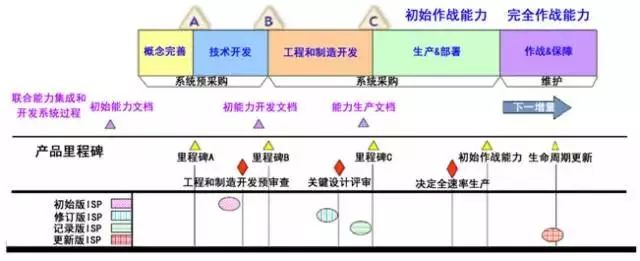 初始作战能力 完全作战能力
A B C
概念完善 技术开发 工程和制造开发 生产&部署 作战&保障
系统预采购 系统采购 维护
联合能力集成和
开发系统过程
初始能力文档 初能力开发文档 能力生产文档 下一增量
产品里程碑
里程碑A 里程碑B 里程碑C 初始作战能力 生命周期更新
工程和制造开发预审查 关键设计评审 决定全速率生产
初始版ISP
修订版ISP
记录版ISP
更新版ISP